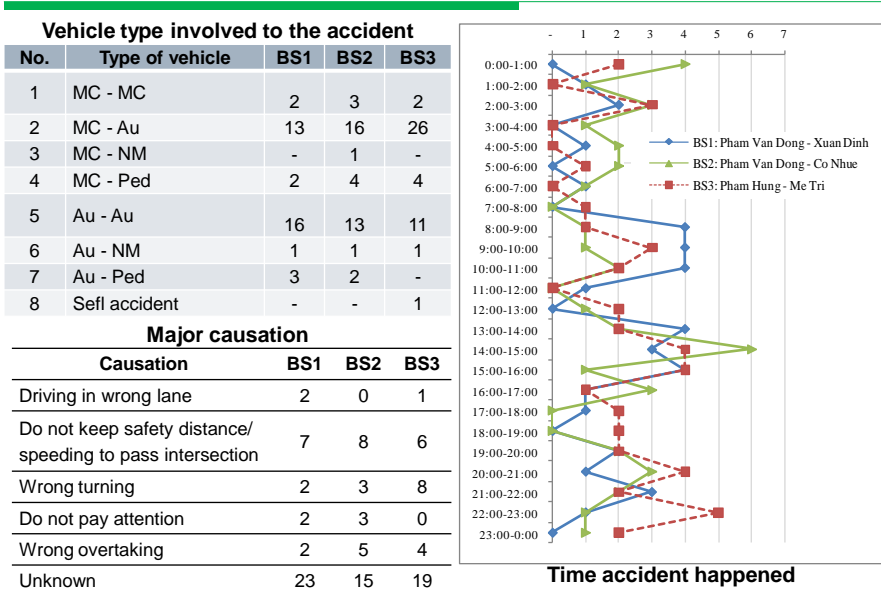 Vehicle type involved to the accident
No. Type of vehicle BS1 BS2 BS3
1 MC - MC 2 3 2
2 MC - Au 13 16 26
3 MC - NM - 1 -
4 MC - Ped 2 4 4
5 Au - Au 16 13 11
6 Au - NM 1 1 1
7 Au - Ped 3 2 -
8 Sefl accident - - 1
Major causation
Causation BS1 BS2 BS3
Driving in wrong lane 2 0 1
Do not keep safety distance/
speeding to pass intersection 7 8 6
Wrong turning 2 3 8
Do not pay attention 2 3 0
Wrong overtaking 2 5 4
Unknown 23 15 19
- 1 2 3 4 5 6 7
0:00-1:00
1:00-2:00
2:00-3:00
3:00-4:00
4:00-5:00
5:00-6:00
6:00-7:00
7:00-8:00
8:00-9:00
9:00-10:00
10:00-11:00
11:00-12:00
12:00-13:00
13:00-14:00
14:00-15:00
15:00-16:00
16:00-17:00
17:00-18:00
18:00-19:00
19:00-20:00
20:00-21:00
21:00-22:00
22:00-23:00
23:00-0:00
BS1: Pham Van Dong - Xuan Dinh
BS2: Pham Van Dong - Co Nhue
BS3: Pham Hung - Me Tri
Time accident happened